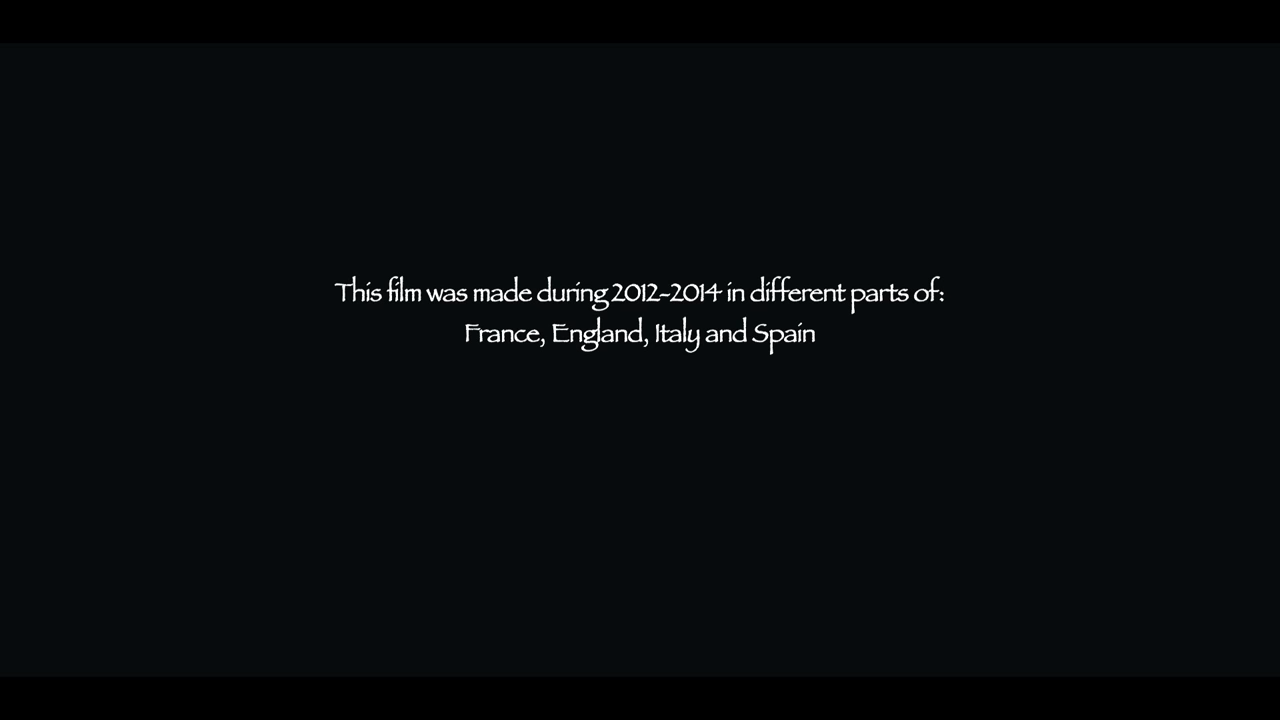 This film was made during 2012-2014 in different parts of:
France, England, Italy and Spain